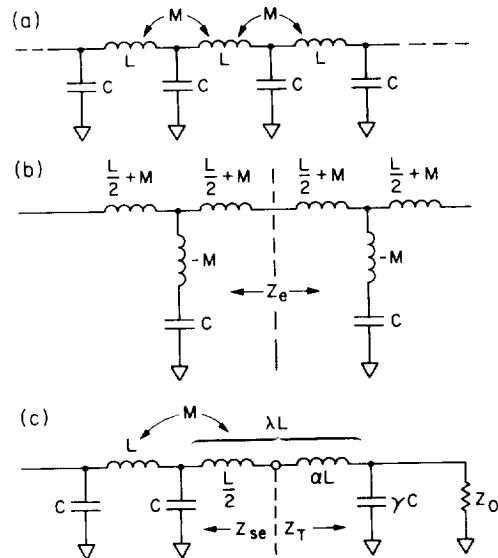 (a)
M M
L L L
C C C C
(b)
L/2 + M L/2 + M L/2 + M L/2 + M
-M -M
Ze
C C
(c)
M λL
L L/2 αL
C C γC Z₀
Zse ZT